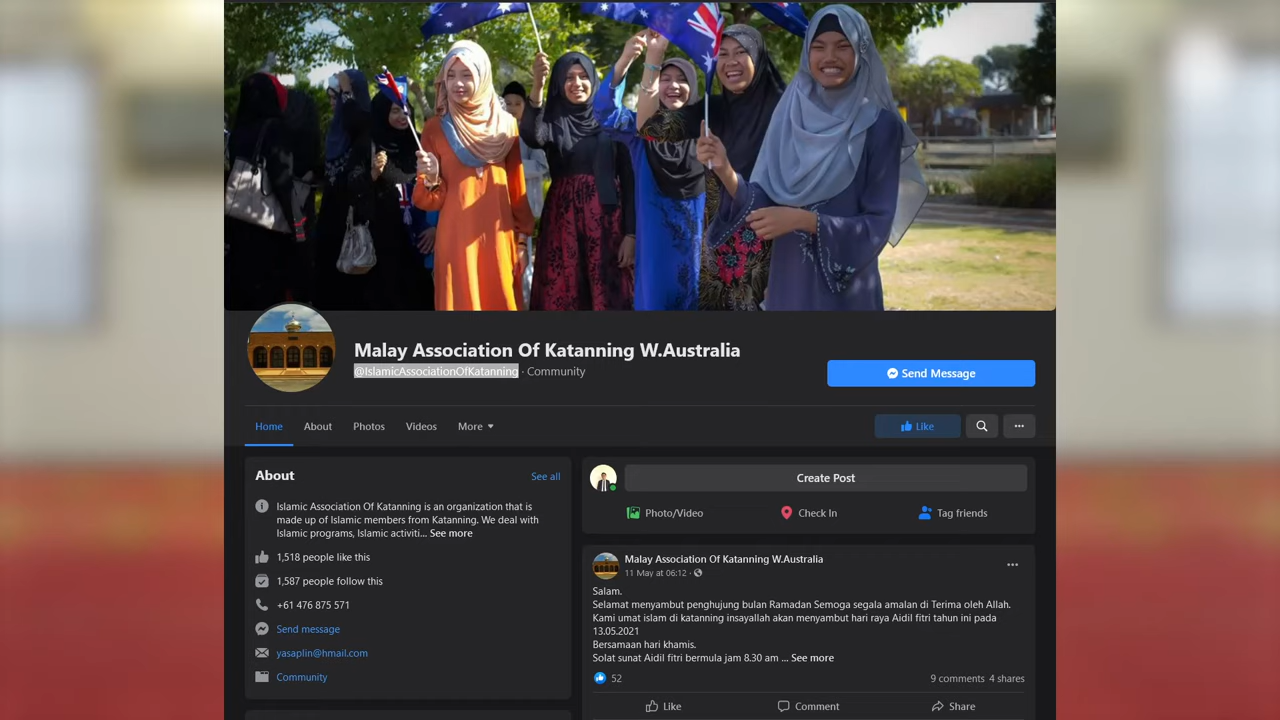 Malay Association Of Katanning W.Australia
@IslamicAssociationOfKatanning · Community
Send Message
Home
About
Photos
Videos
More
Like
About
See all
Islamic Association Of Katanning is an organization that is
made up of Islamic members from Katanning. We deal with
Islamic programs, Islamic activiti... See more
1,518 people like this
1,587 people follow this
+61 476 875 571
Send message
yasaplin@hmail.com
Community
Create Post
Photo/Video
Check In
Tag friends
Malay Association Of Katanning W.Australia
11 May at 06:12 ·
Salam.
Selamat menyambut penghujung bulan Ramadan Semoga segala amalan di Terima oleh Allah.
Kami umat islam di katanning insayallah akan menyambut hari raya Aidil fitri tahun ini pada
13.05.2021
Bersamaan hari khamis.
Solat sunat Aidil fitri bermula jam 8.30 am ... See more
52
9 comments 4 shares
Like
Comment
Share